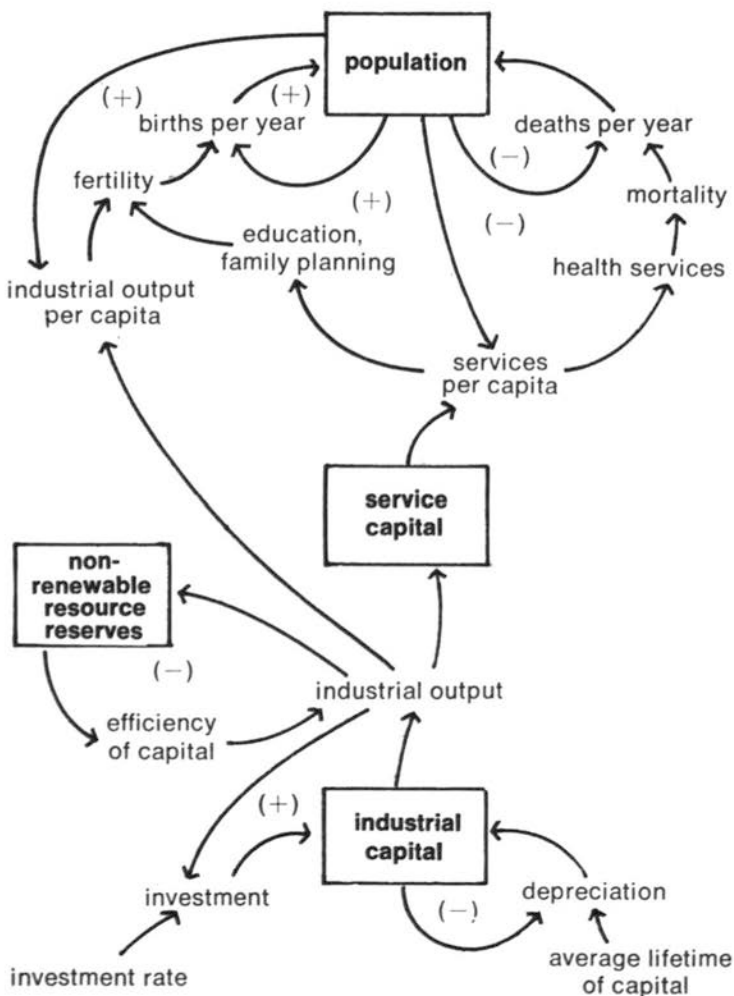 population
(+)
(+)
births per year
deaths per year
(−)
fertility
(+)
mortality
(−)
education,
family planning
health services
industrial output
per capita
services
per capita
service
capital
non-
renewable
resource
reserves
(−)
industrial output
efficiency
of capital
(+)
industrial
capital
investment
(−)
depreciation
investment rate
average lifetime
of capital